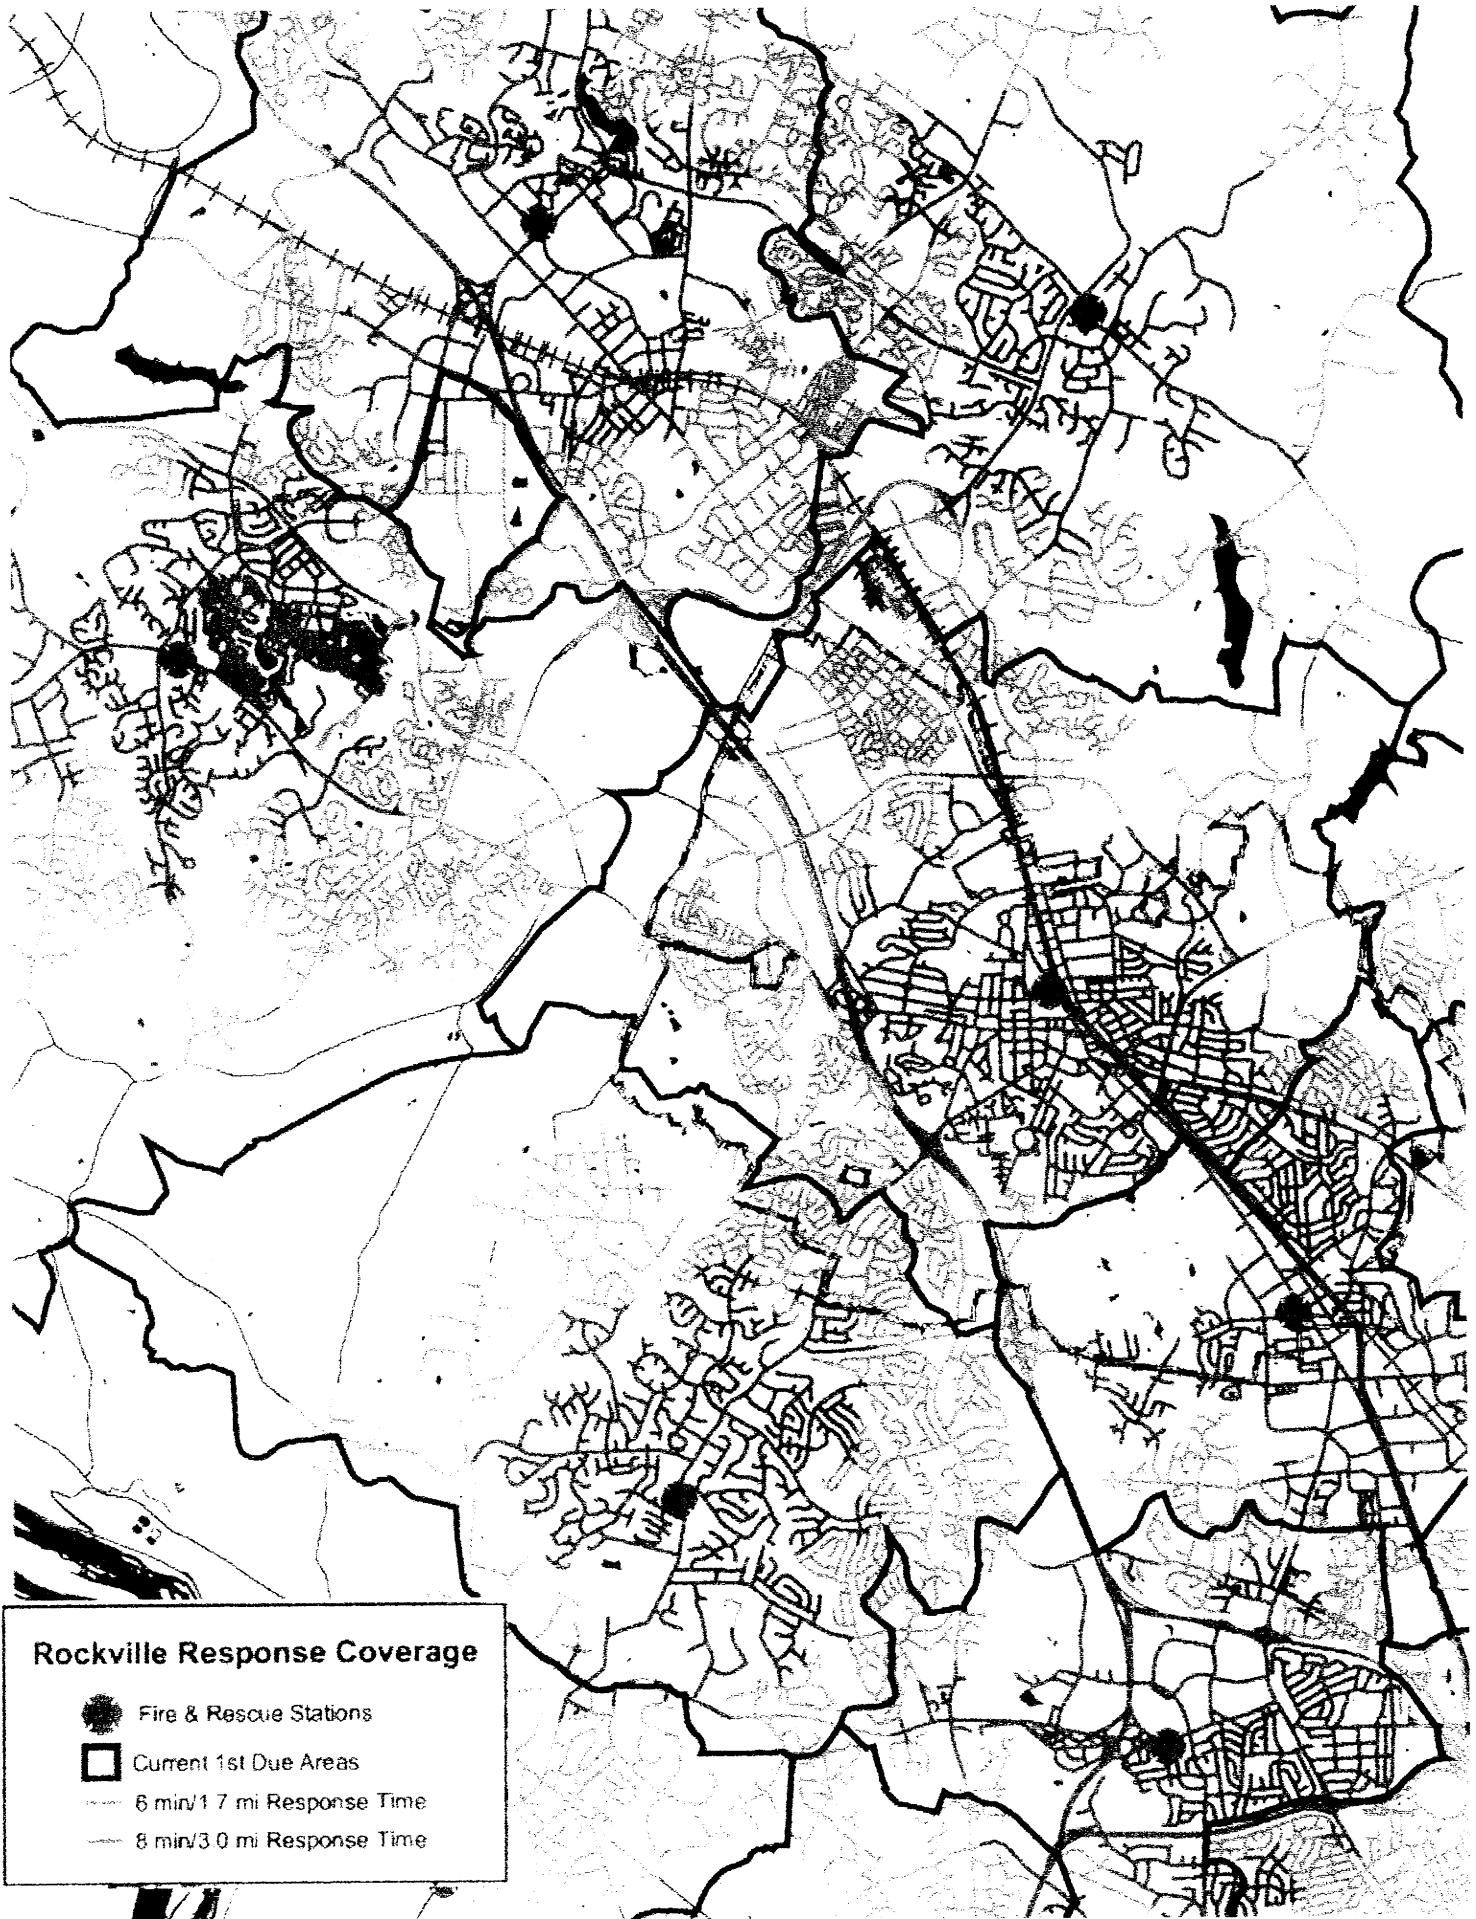 Rockville Response Coverage
Fire & Rescue Stations
Current 1st Due Areas
6 min/1 7 mi Response Time
8 min/3 0 mi Response Time